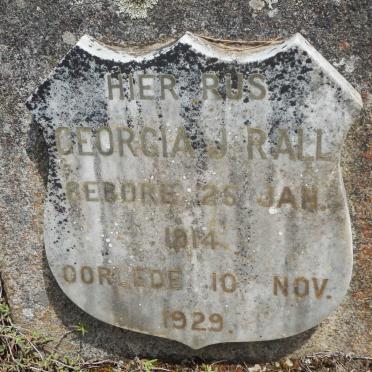 HIER RUS
GEORGIA J RALL
GEBORE 25 JAN.
1914.
OORLEDE 10 NOV.
1929.